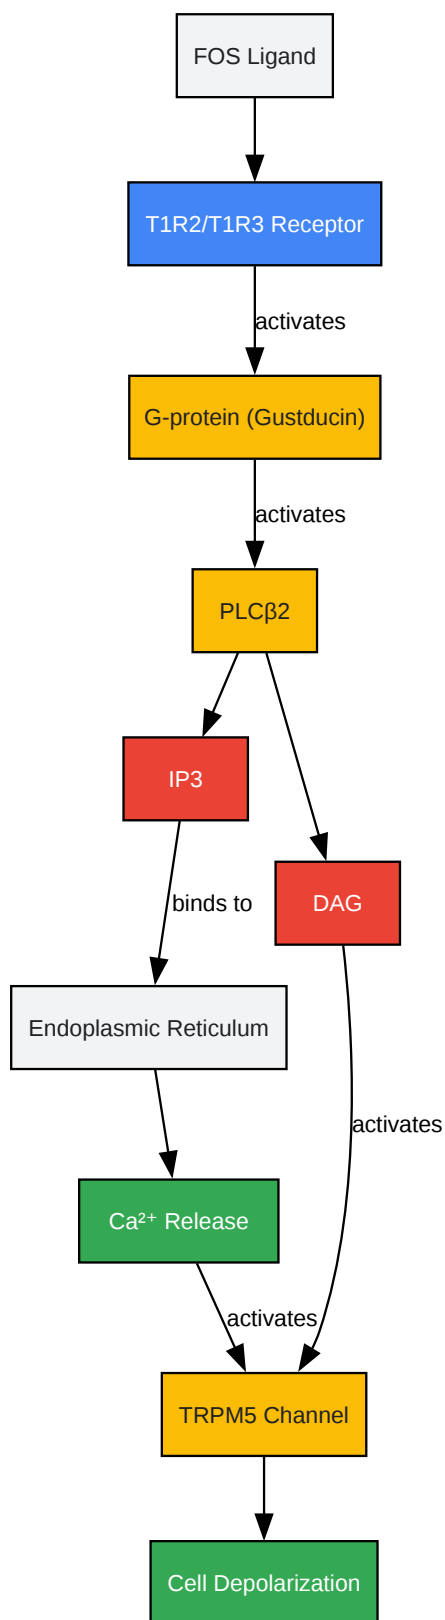 FOS Ligand
T1R2/T1R3 Receptor
activates
G-protein (Gustducin)
activates
PLCβ2
IP3
DAG
binds to
Endoplasmic Reticulum
activates
Ca²⁺ Release
activates
TRPM5 Channel
Cell Depolarization